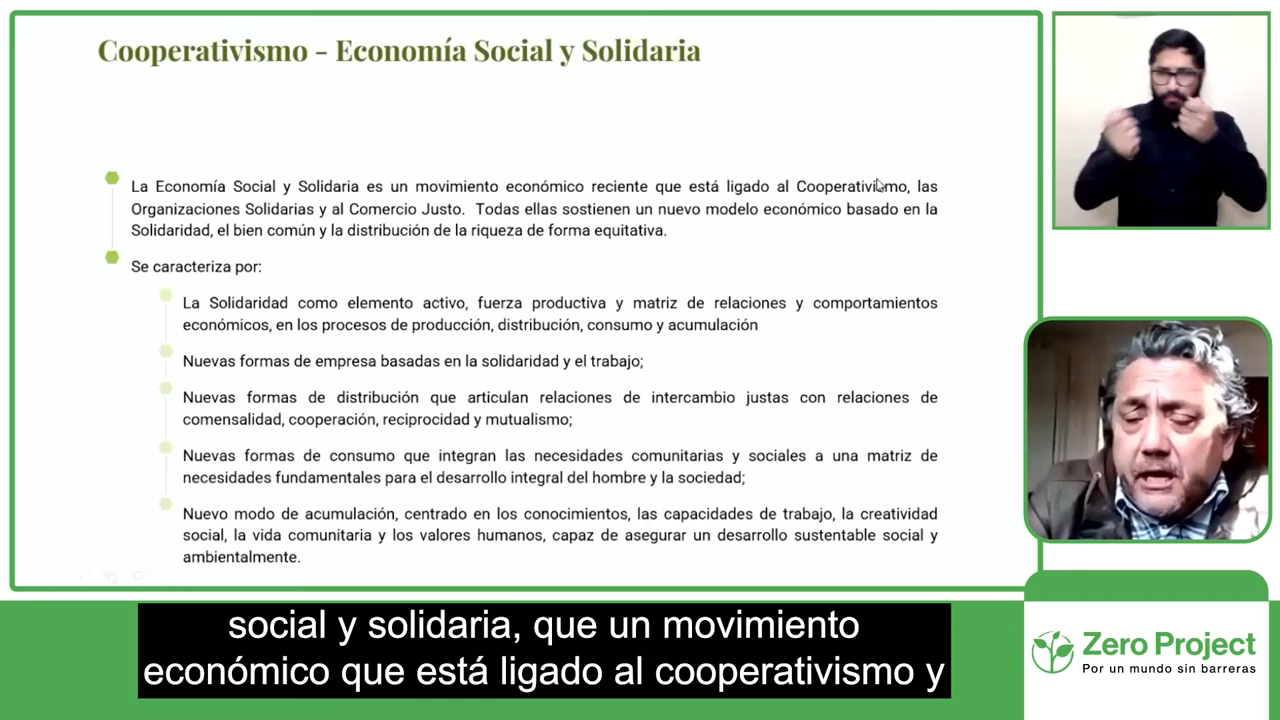 Cooperativismo - Economía Social y Solidaria
La Economía Social y Solidaria es un movimiento económico reciente que está ligado al Cooperativismo, las
Organizaciones Solidarias y al Comercio Justo. Todas ellas sostienen un nuevo modelo económico basado en la
Solidaridad, el bien común y la distribución de la riqueza de forma equitativa.
Se caracteriza por:
La Solidaridad como elemento activo, fuerza productiva y matriz de relaciones y comportamientos
económicos, en los procesos de producción, distribución, consumo y acumulación
Nuevas formas de empresa basadas en la solidaridad y el trabajo;
Nuevas formas de distribución que articulan relaciones de intercambio justas con relaciones de
comensalidad, cooperación, reciprocidad y mutualismo;
Nuevas formas de consumo que integran las necesidades comunitarias y sociales a una matriz de
necesidades fundamentales para el desarrollo integral del hombre y la sociedad;
Nuevo modo de acumulación, centrado en los conocimientos, las capacidades de trabajo, la creatividad
social, la vida comunitaria y los valores humanos, capaz de asegurar un desarrollo sustentable social y
ambientalmente.
social y solidaria, que un movimiento
económico que está ligado al cooperativismo y
Zero Project
Por un mundo sin barreras